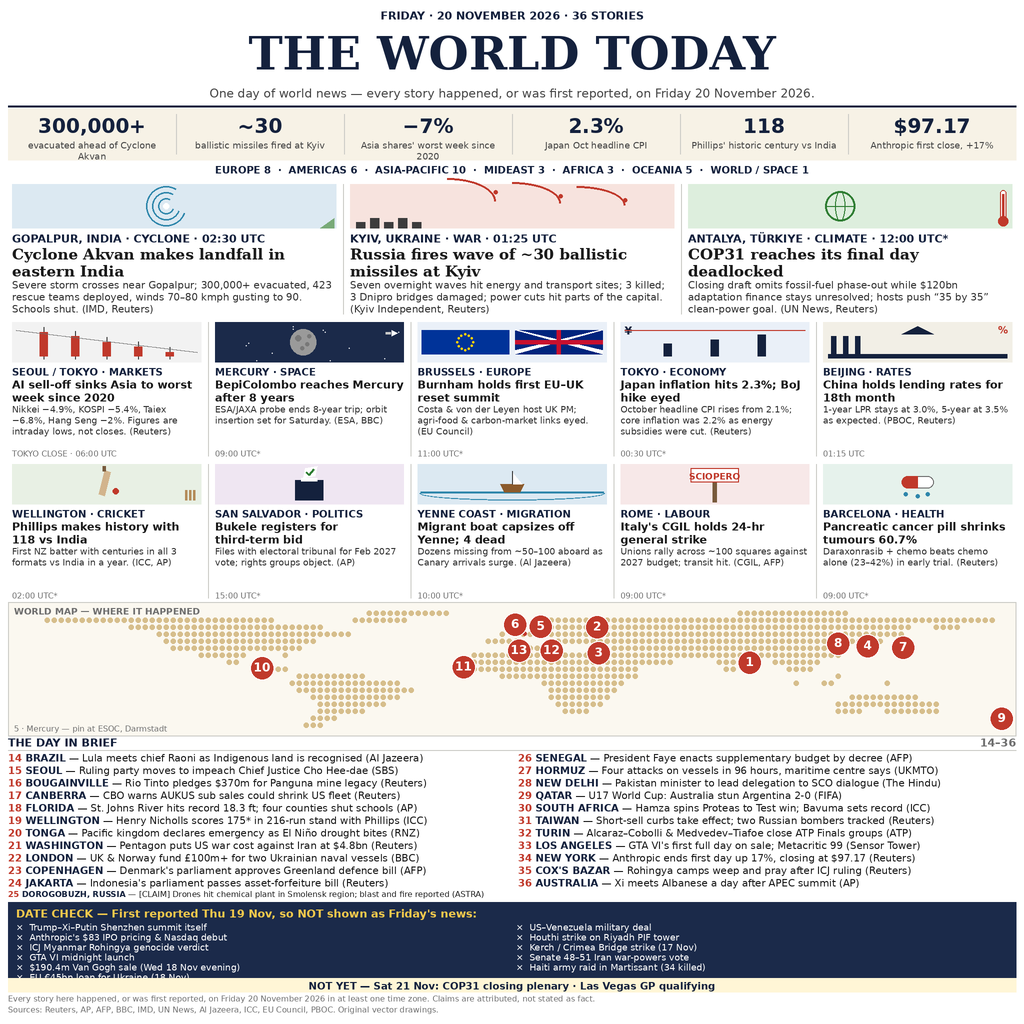 FRIDAY · 20 NOVEMBER 2026 · 36 STORIES
THE WORLD TODAY
One day of world news — every story happened, or was first reported, on Friday 20 November 2026.
300,000+
evacuated ahead of Cyclone
Akvan
~30
ballistic missiles fired at Kyiv
−7%
Asia shares' worst week since
2020
2.3%
Japan Oct headline CPI
118
Phillips' historic century vs India
$97.17
Anthropic first close, +17%
EUROPE 8 · AMERICAS 6 · ASIA-PACIFIC 10 · MIDEAST 3 · AFRICA 3 · OCEANIA 5 · WORLD / SPACE 1
GOPALPUR, INDIA · CYCLONE · 02:30 UTC
Cyclone Akvan makes landfall in
eastern India
Severe storm crosses near Gopalpur; 300,000+ evacuated, 423
rescue teams deployed, winds 70–80 kmph gusting to 90.
Schools shut. (IMD, Reuters)
KYIV, UKRAINE · WAR · 01:25 UTC
Russia fires wave of ~30 ballistic
missiles at Kyiv
Seven overnight waves hit energy and transport sites; 3 killed;
3 Dnipro bridges damaged; power cuts hit parts of the capital.
(Kyiv Independent, Reuters)
ANTALYA, TÜRKIYE · CLIMATE · 12:00 UTC*
COP31 reaches its final day
deadlocked
Closing draft omits fossil-fuel phase-out while $120bn
adaptation finance stays unresolved; hosts push “35 by 35”
clean-power goal. (UN News, Reuters)
SEOUL / TOKYO · MARKETS
AI sell-off sinks Asia to worst
week since 2020
Nikkei −4.9%, KOSPI −5.4%, Taiex
−6.8%, Hang Seng −2%. Figures are
intraday lows, not closes. (Reuters)
TOKYO CLOSE · 06:00 UTC
MERCURY · SPACE
BepiColombo reaches Mercury
after 8 years
ESA/JAXA probe ends 8-year trip; orbit
insertion set for Saturday. (ESA, BBC)
09:00 UTC*
BRUSSELS · EUROPE
Burnham holds first EU–UK
reset summit
Costa & von der Leyen host UK PM;
agri-food & carbon-market links eyed.
(EU Council)
11:00 UTC*
¥
TOKYO · ECONOMY
Japan inflation hits 2.3%; BoJ
hike eyed
October headline CPI rises from 2.1%;
core inflation was 2.2% as energy
subsidies were cut. (Reuters)
00:30 UTC*
%
BEIJING · RATES
China holds lending rates for
18th month
1-year LPR stays at 3.0%, 5-year at 3.5%
as expected. (PBOC, Reuters)
01:15 UTC
WELLINGTON · CRICKET
Phillips makes history with
118 vs India
First NZ batter with centuries in all 3
formats vs India in a year. (ICC, AP)
02:00 UTC*
SAN SALVADOR · POLITICS
Bukele registers for
third-term bid
Files with electoral tribunal for Feb 2027
vote; rights groups object. (AP)
15:00 UTC*
YENNE COAST · MIGRATION
Migrant boat capsizes off
Yenne; 4 dead
Dozens missing from ~50–100 aboard as
Canary arrivals surge. (Al Jazeera)
10:00 UTC*
SCIOPERO
ROME · LABOUR
Italy's CGIL holds 24-hr
general strike
Unions rally across ~100 squares against
2027 budget; transit hit. (CGIL, AFP)
09:00 UTC*
BARCELONA · HEALTH
Pancreatic cancer pill shrinks
tumours 60.7%
Daraxonrasib + chemo beats chemo
alone (23–42%) in early trial. (Reuters)
09:00 UTC*
WORLD MAP — WHERE IT HAPPENED
6
5
2
13
12
3
8
4
7
10
11
1
9
5 · Mercury — pin at ESOC, Darmstadt
THE DAY IN BRIEF
14–36
14 BRAZIL — Lula meets chief Raoni as Indigenous land is recognised (Al Jazeera)
15 SEOUL — Ruling party moves to impeach Chief Justice Cho Hee-dae (SBS)
16 BOUGAINVILLE — Rio Tinto pledges $370m for Panguna mine legacy (Reuters)
17 CANBERRA — CBO warns AUKUS sub sales could shrink US fleet (Reuters)
18 FLORIDA — St. Johns River hits record 18.3 ft; four counties shut schools (AP)
19 WELLINGTON — Henry Nicholls scores 175* in 216-run stand with Phillips (ICC)
20 TONGA — Pacific kingdom declares emergency as El Niño drought bites (RNZ)
21 WASHINGTON — Pentagon puts US war cost against Iran at $4.8bn (Reuters)
22 LONDON — UK & Norway fund £100m+ for two Ukrainian naval vessels (BBC)
23 COPENHAGEN — Denmark's parliament approves Greenland defence bill (AFP)
24 JAKARTA — Indonesia's parliament passes asset-forfeiture bill (Reuters)
25 DOROGOBUZH, RUSSIA — [CLAIM] Drones hit chemical plant in Smolensk region; blast and fire reported (ASTRA)
26 SENEGAL — President Faye enacts supplementary budget by decree (AFP)
27 HORMUZ — Four attacks on vessels in 96 hours, maritime centre says (UKMTO)
28 NEW DELHI — Pakistan minister to lead delegation to SCO dialogue (The Hindu)
29 QATAR — U17 World Cup: Australia stun Argentina 2-0 (FIFA)
30 SOUTH AFRICA — Hamza spins Proteas to Test win; Bavuma sets record (ICC)
31 TAIWAN — Short-sell curbs take effect; two Russian bombers tracked (Reuters)
32 TURIN — Alcaraz–Cobolli & Medvedev–Tiafoe close ATP Finals groups (ATP)
33 LOS ANGELES — GTA VI's first full day on sale; Metacritic 99 (Sensor Tower)
34 NEW YORK — Anthropic ends first day up 17%, closing at $97.17 (Reuters)
35 COX'S BAZAR — Rohingya camps weep and pray after ICJ ruling (Reuters)
36 AUSTRALIA — Xi meets Albanese a day after APEC summit (AP)
DATE CHECK — First reported Thu 19 Nov, so NOT shown as Friday's news:
× Trump–Xi–Putin Shenzhen summit itself
× Anthropic's $83 IPO pricing & Nasdaq debut
× ICJ Myanmar Rohingya genocide verdict
× GTA VI midnight launch
× $190.4m Van Gogh sale (Wed 18 Nov evening)
× EU €45bn loan for Ukraine (18 Nov)
× US–Venezuela military deal
× Houthi strike on Riyadh PIF tower
× Kerch / Crimea Bridge strike (17 Nov)
× Senate 48–51 Iran war-powers vote
× Haiti army raid in Martissant (34 killed)
NOT YET — Sat 21 Nov: COP31 closing plenary · Las Vegas GP qualifying
Every story here happened, or was first reported, on Friday 20 November 2026 in at least one time zone. Claims are attributed, not stated as fact.
Sources: Reuters, AP, AFP, BBC, IMD, UN News, Al Jazeera, ICC, EU Council, PBOC. Original vector drawings.